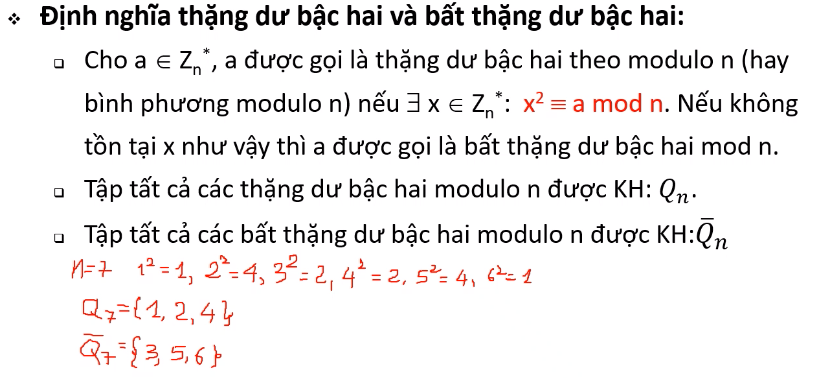 ❖ Định nghĩa thặng dư bậc hai và bất thặng dư bậc hai:
❑ Cho a ∈ Zₙ*, a được gọi là thặng dư bậc hai theo modulo n (hay
bình phương modulo n) nếu ∃ x ∈ Zₙ*: x² ≡ a mod n. Nếu không
tồn tại x như vậy thì a được gọi là bất thặng dư bậc hai mod n.
❑ Tập tất cả các thặng dư bậc hai modulo n được KH: Qₙ.
❑ Tập tất cả các bất thặng dư bậc hai modulo n được KH:Q̄ₙ
n=7 1²=1, 2²=4, 3²=2, 4²=2, 5²=4, 6²=1
Q₇={1, 2, 4}
Q̄₇={3, 5, 6}